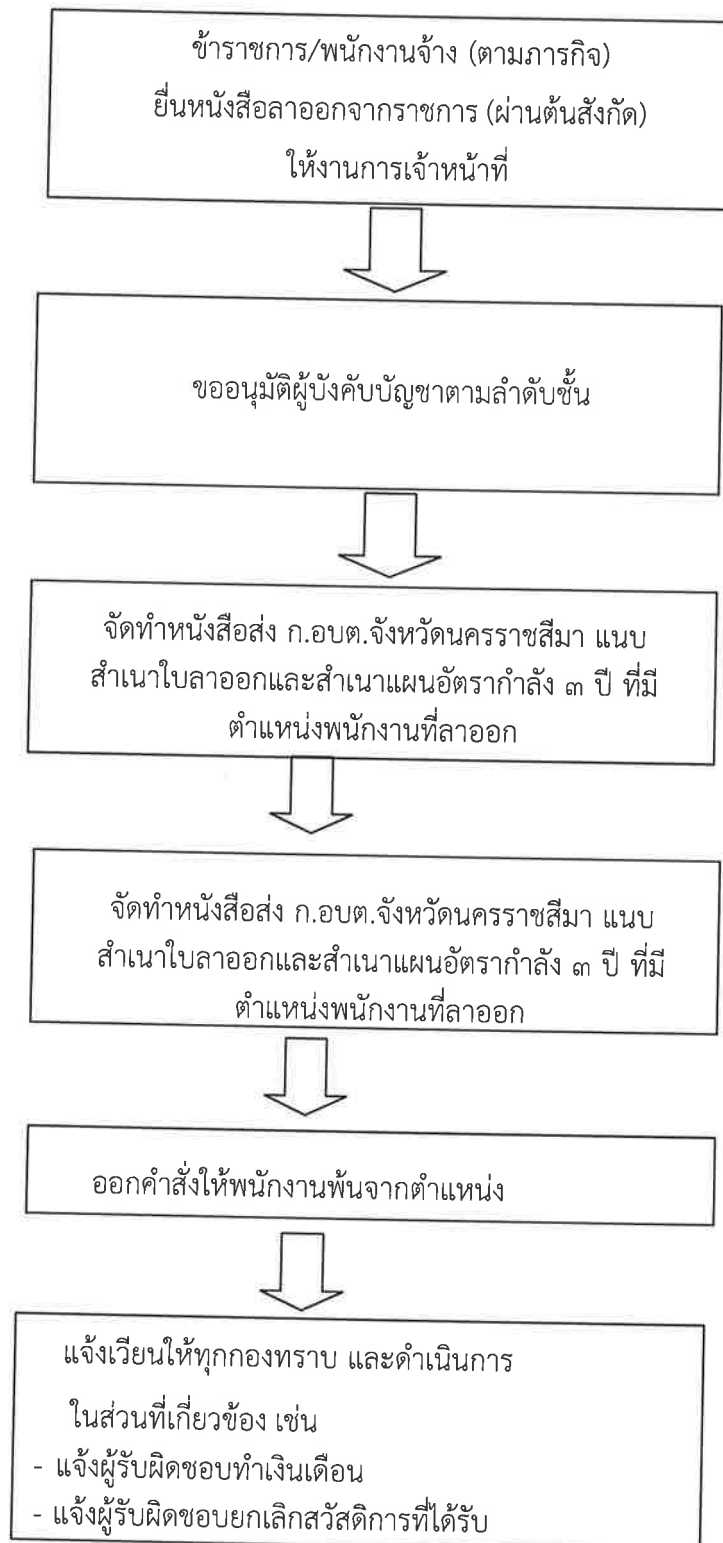 ข้าราชการ/พนักงานจ้าง (ตามภารกิจ)
ยื่นหนังสือลาออกจากราชการ (ผ่านต้นสังกัด)
ให้งานการเจ้าหน้าที่
ขออนุมัติผู้บังคับบัญชาตามลำดับชั้น
จัดทำหนังสือส่ง ก.อบต.จังหวัดนครราชสีมา แนบ
สำเนาใบลาออกและสำเนาแผนอัตรากำลัง ๓ ปี ที่มี
ตำแหน่งพนักงานที่ลาออก
จัดทำหนังสือส่ง ก.อบต.จังหวัดนครราชสีมา แนบ
สำเนาใบลาออกและสำเนาแผนอัตรากำลัง ๓ ปี ที่มี
ตำแหน่งพนักงานที่ลาออก
ออกคำสั่งให้พนักงานพ้นจากตำแหน่ง
แจ้งเวียนให้ทุกกองทราบ และดำเนินการ
ในส่วนที่เกี่ยวข้อง เช่น
- แจ้งผู้รับผิดชอบทำเงินเดือน
- แจ้งผู้รับผิดชอบยกเลิกสวัสดิการที่ได้รับ